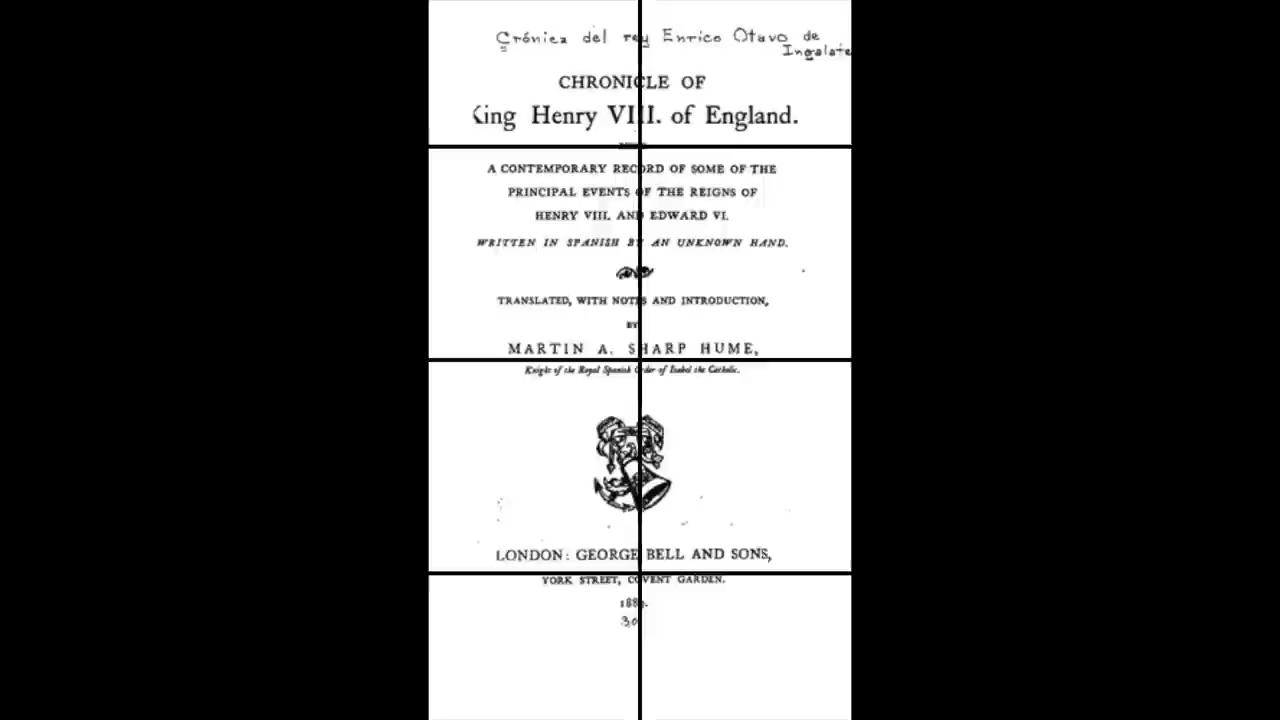 Crónica del rey Enrico Otavo de
Ingalate
CHRONICLE OF
King Henry VIII. of England.
A CONTEMPORARY RECORD OF SOME OF THE
PRINCIPAL EVENTS OF THE REIGNS OF
HENRY VIII. AND EDWARD VI.
WRITTEN IN SPANISH BY AN UNKNOWN HAND.
TRANSLATED, WITH NOTES AND INTRODUCTION,
BY
MARTIN A. SHARP HUME,
Knight of the Royal Spanish Order of Isabel the Catholic.
LONDON: GEORGE BELL AND SONS,
YORK STREET, COVENT GARDEN.